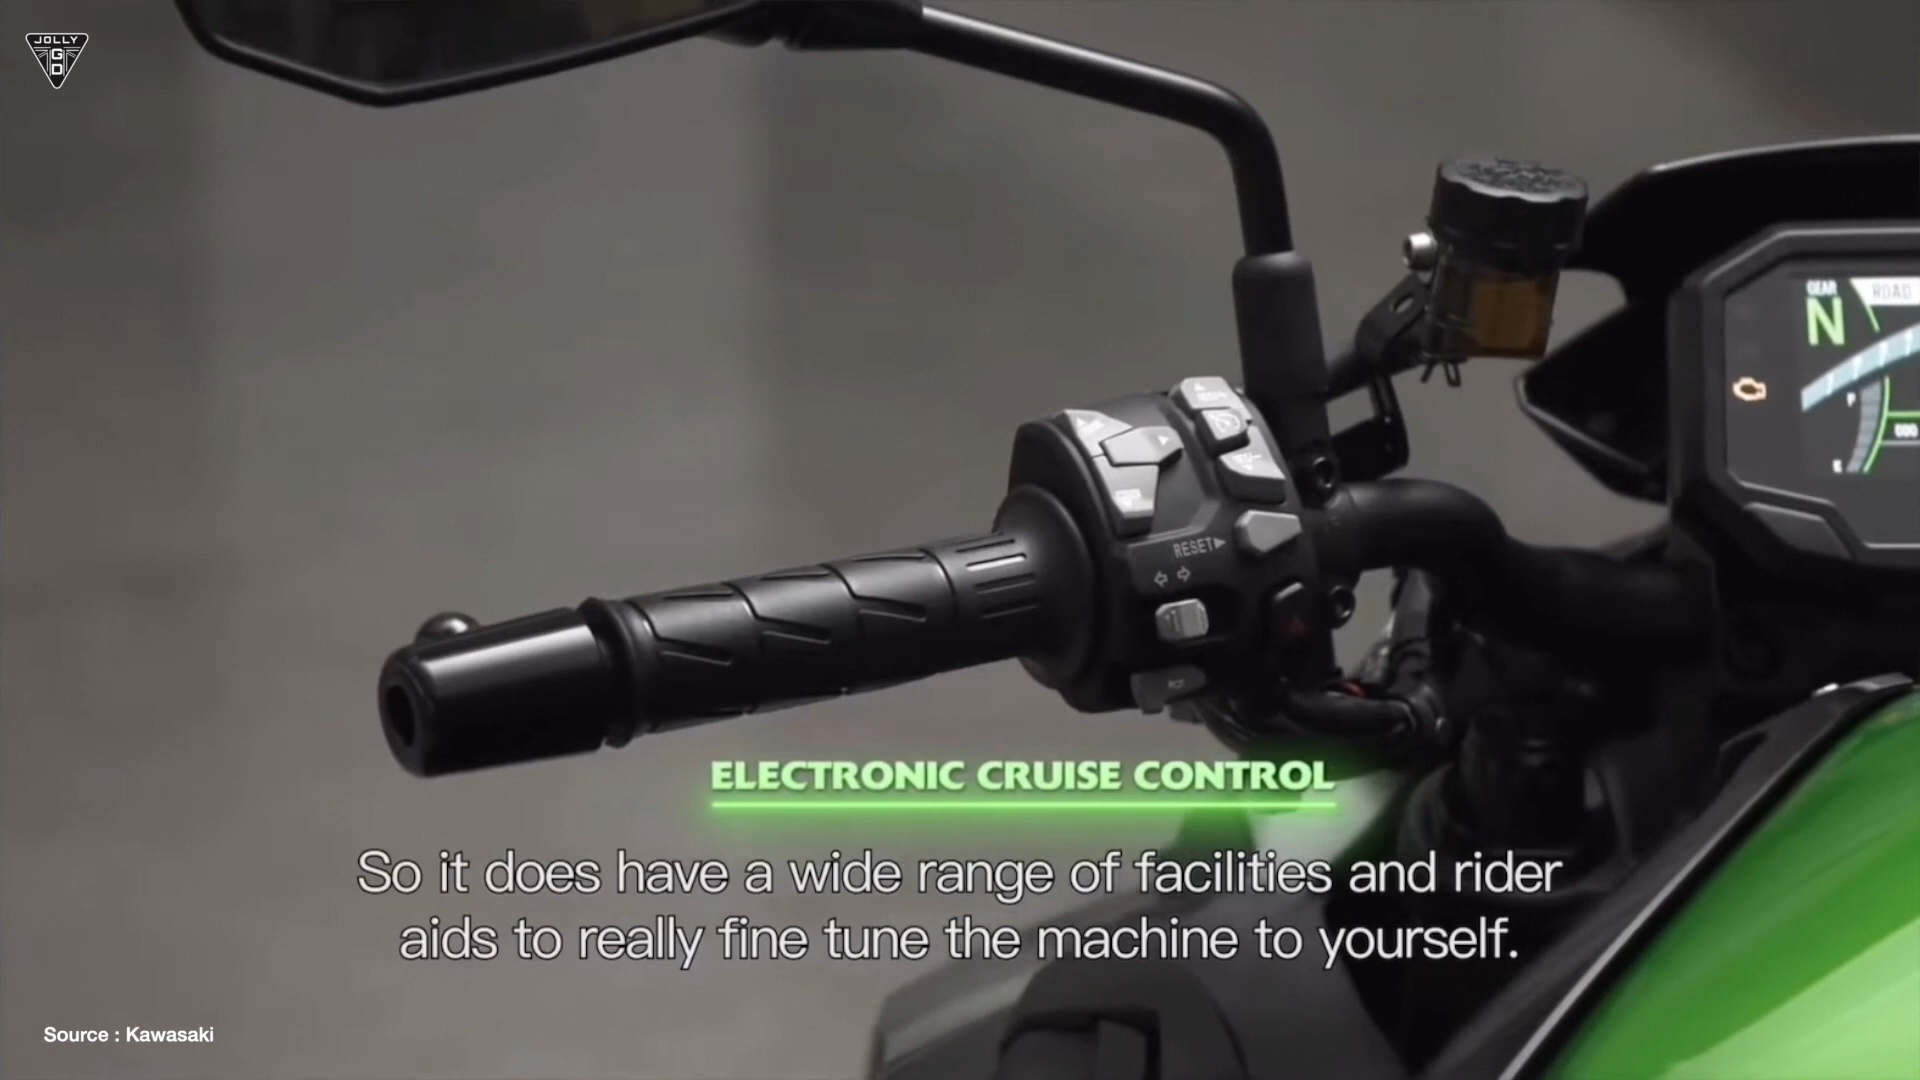 JOLLY
GD
GEAR
ROAD
N
RESET
ELECTRONIC CRUISE CONTROL
So it does have a wide range of facilities and rider
aids to really fine tune the machine to yourself.
Source : Kawasaki